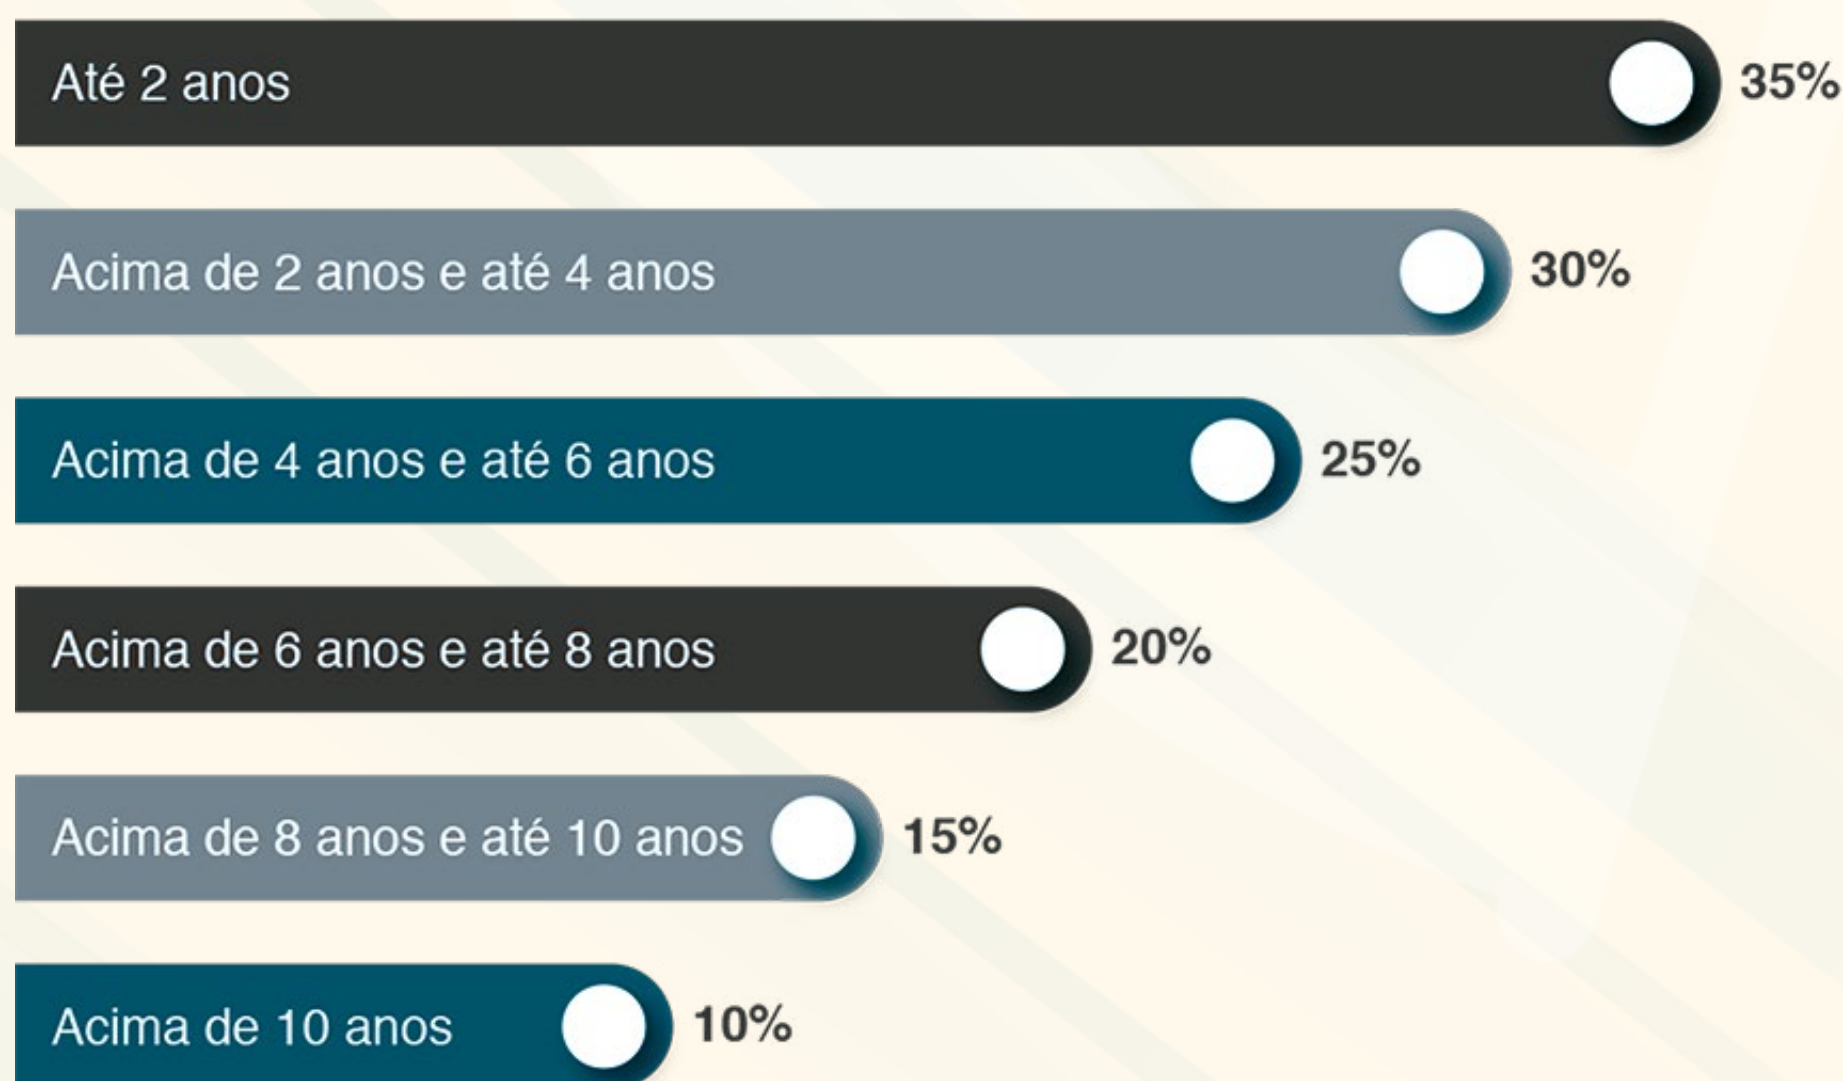 Até 2 anos 35%
Acima de 2 anos e até 4 anos 30%
Acima de 4 anos e até 6 anos 25%
Acima de 6 anos e até 8 anos 20%
Acima de 8 anos e até 10 anos 15%
Acima de 10 anos 10%